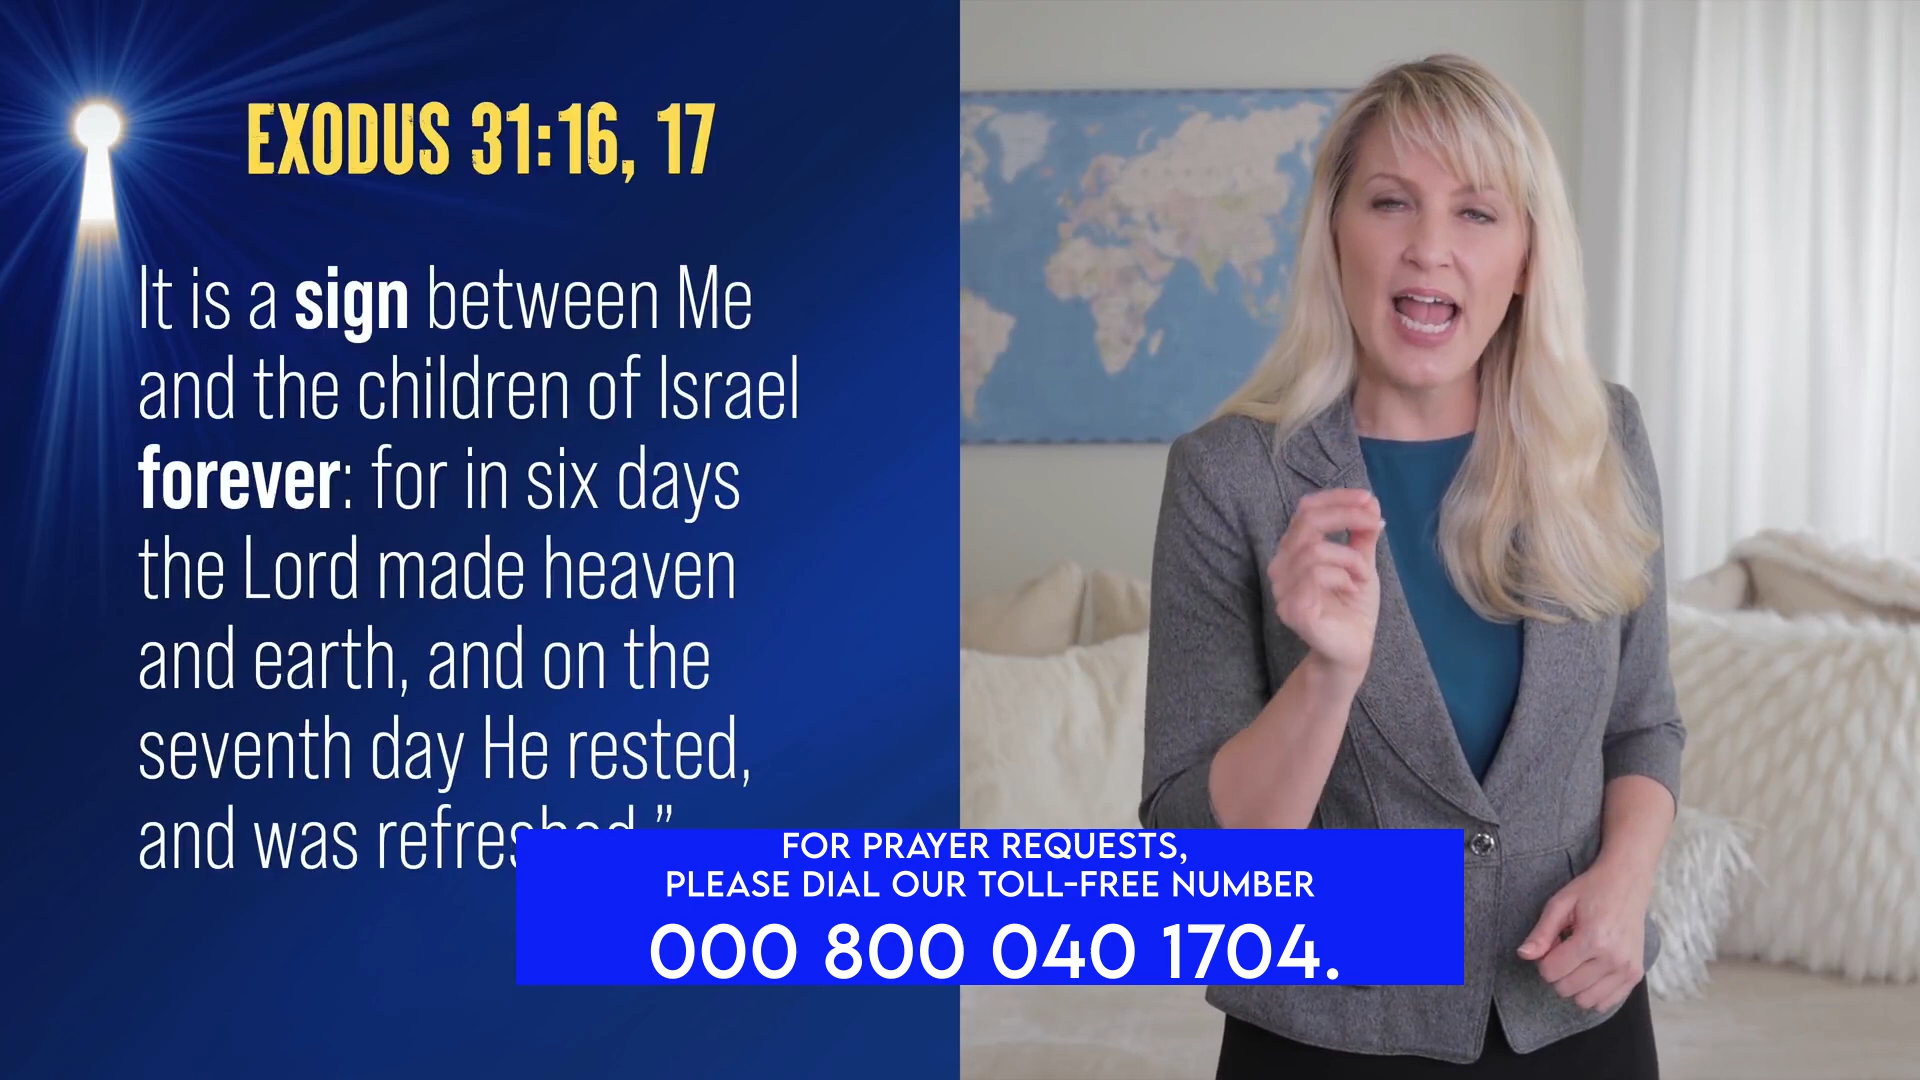 EXODUS 31:16, 17
It is a sign between Me
and the children of Israel
forever: for in six days
the Lord made heaven
and earth, and on the
seventh day He rested,
and was refreshed.”
FOR PRAYER REQUESTS,
PLEASE DIAL OUR TOLL-FREE NUMBER
000 800 040 1704.